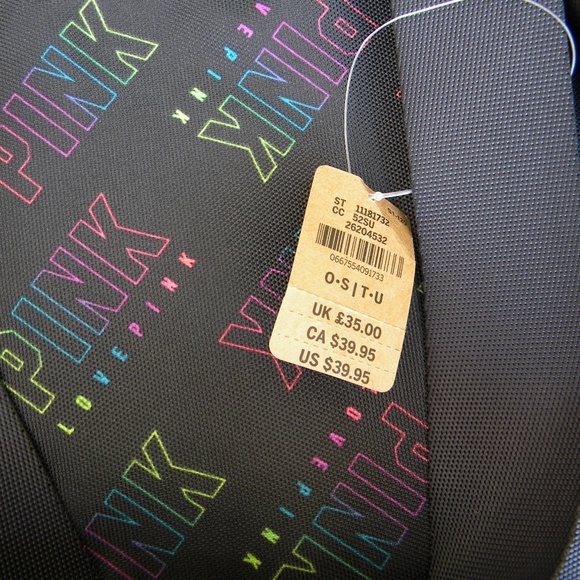 PINK
LOVE PINK
PINK
PINK
LOVE PINK
PINK
PINK
ST 11181732
CC 52SU
26204532
0667554091733
O•S|T•U
UK £35.00
CA $39.95
US $39.95